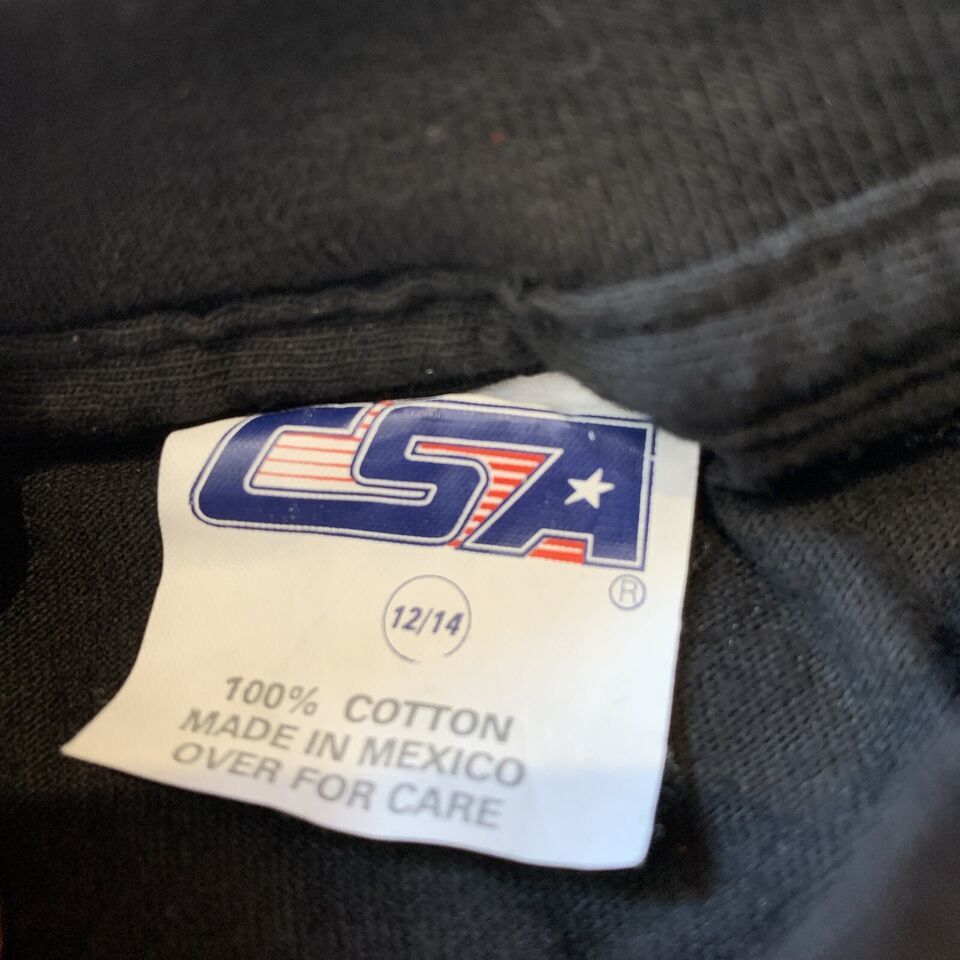 CSA
®
12/14
100% COTTON
MADE IN MEXICO
OVER FOR CARE